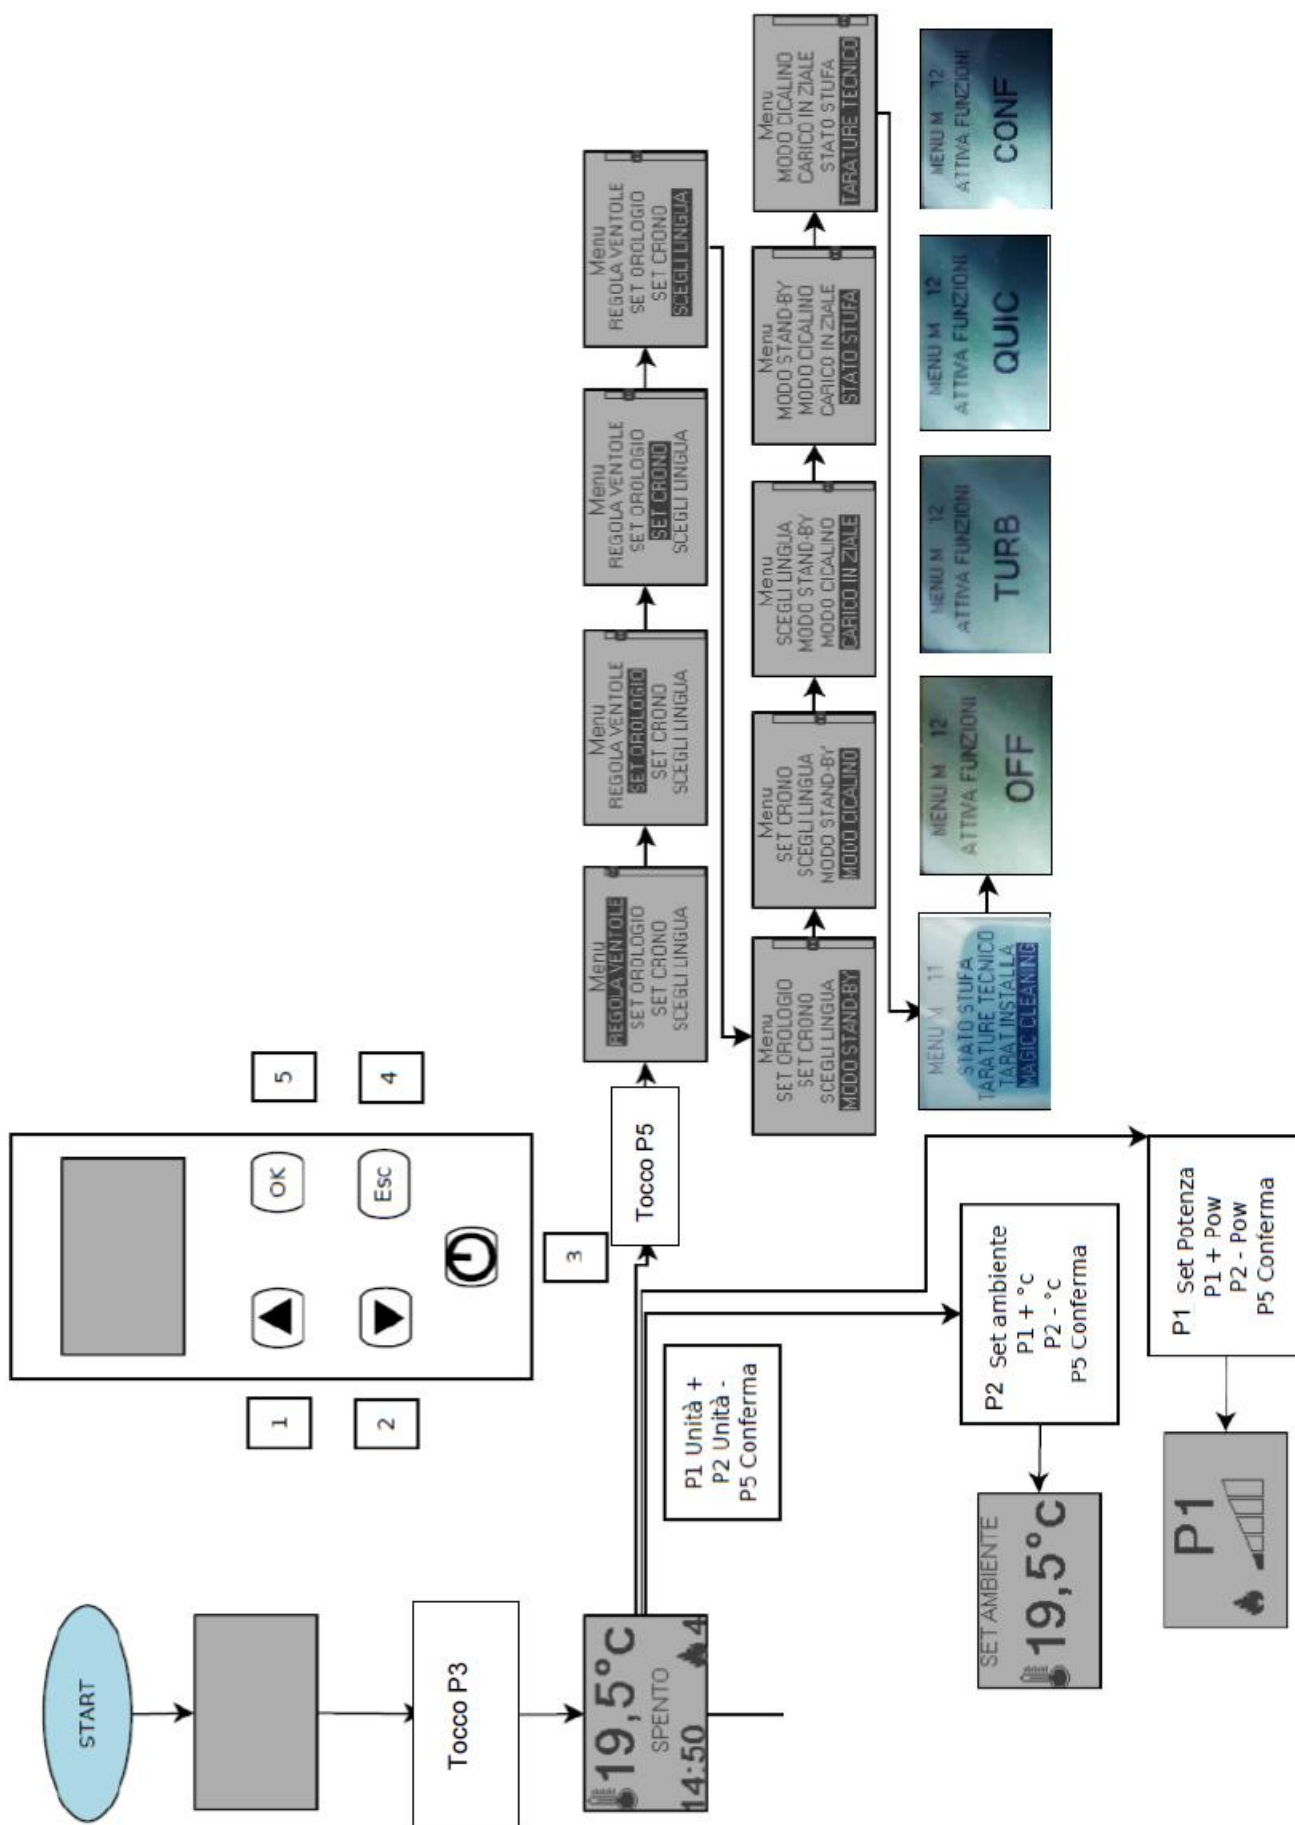 START
Tocco P3
19,5°c
SPENTO
14:50 4
1
OK
5
2
Esc
4
3
P1 Unità +
P2 Unità -
P5 Conferma
Tocco P5
Menu
REGOLA VENTOLE
SET OROLOGIO
SET CRONO
SCEGLI LINGUA
Menu
REGOLA VENTOLE
SET OROLOGIO
SET CRONO
SCEGLI LINGUA
Menu
REGOLA VENTOLE
SET OROLOGIO
SET CRONO
SCEGLI LINGUA
Menu
REGOLA VENTOLE
SET OROLOGIO
SET CRONO
SCEGLI LINGUA
Menu
SET OROLOGIO
SET CRONO
SCEGLI LINGUA
MODO STAND-BY
Menu
SET CRONO
SCEGLI LINGUA
MODO STAND-BY
MODO CICALINO
Menu
SCEGLI LINGUA
MODO STAND-BY
MODO CICALINO
CARICO IN ZIALE
Menu
MODO STAND-BY
MODO CICALINO
CARICO IN ZIALE
STATO STUFA
Menu
MODO CICALINO
CARICO IN ZIALE
STATO STUFA
TARATURE TECNICO
MENU M 11
STATO STUFA
TARATURE TECNICO
TARAT INSTALLA
MAGIC CLEANING
MENU M 12
ATTIVA FUNZIONI
OFF
MENU M 12
ATTIVA FUNZIONI
TURB
MENU M 12
ATTIVA FUNZIONI
QUIC
MENU M 12
ATTIVA FUNZIONI
CONF
SET AMBIENTE
19,5°c
P2 Set ambiente
P1 + °c
P2 - °c
P5 Conferma
P1
P1 Set Potenza
P1 + Pow
P2 - Pow
P5 Conferma